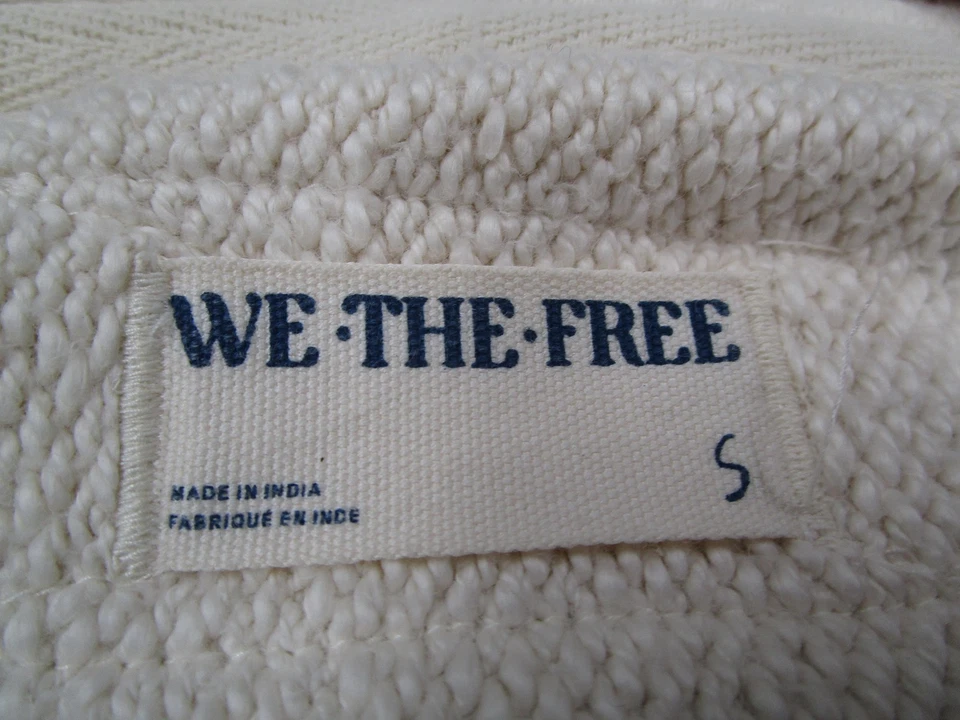 WE·THE·FREE
S
MADE IN INDIA
FABRIQUÉ EN INDE